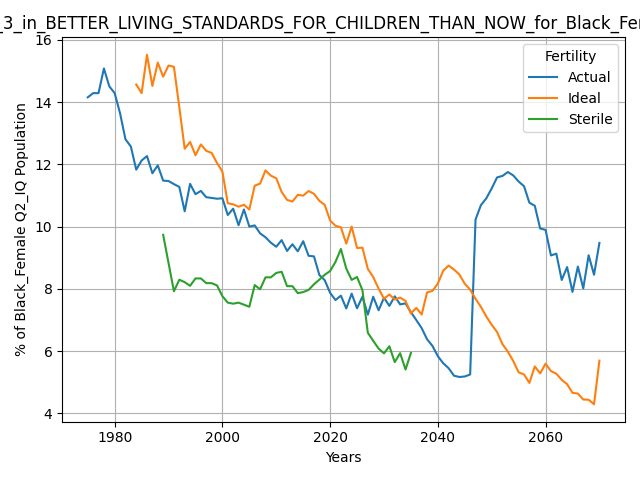 _3_in_BETTER_LIVING_STANDARDS_FOR_CHILDREN_THAN_NOW_for_Black_Fem
Fertility
Actual
Ideal
Sterile
16
14
12
10
8
6
4
% of Black_Female Q2_IQ Population
1980
2000
2020
2040
2060
Years